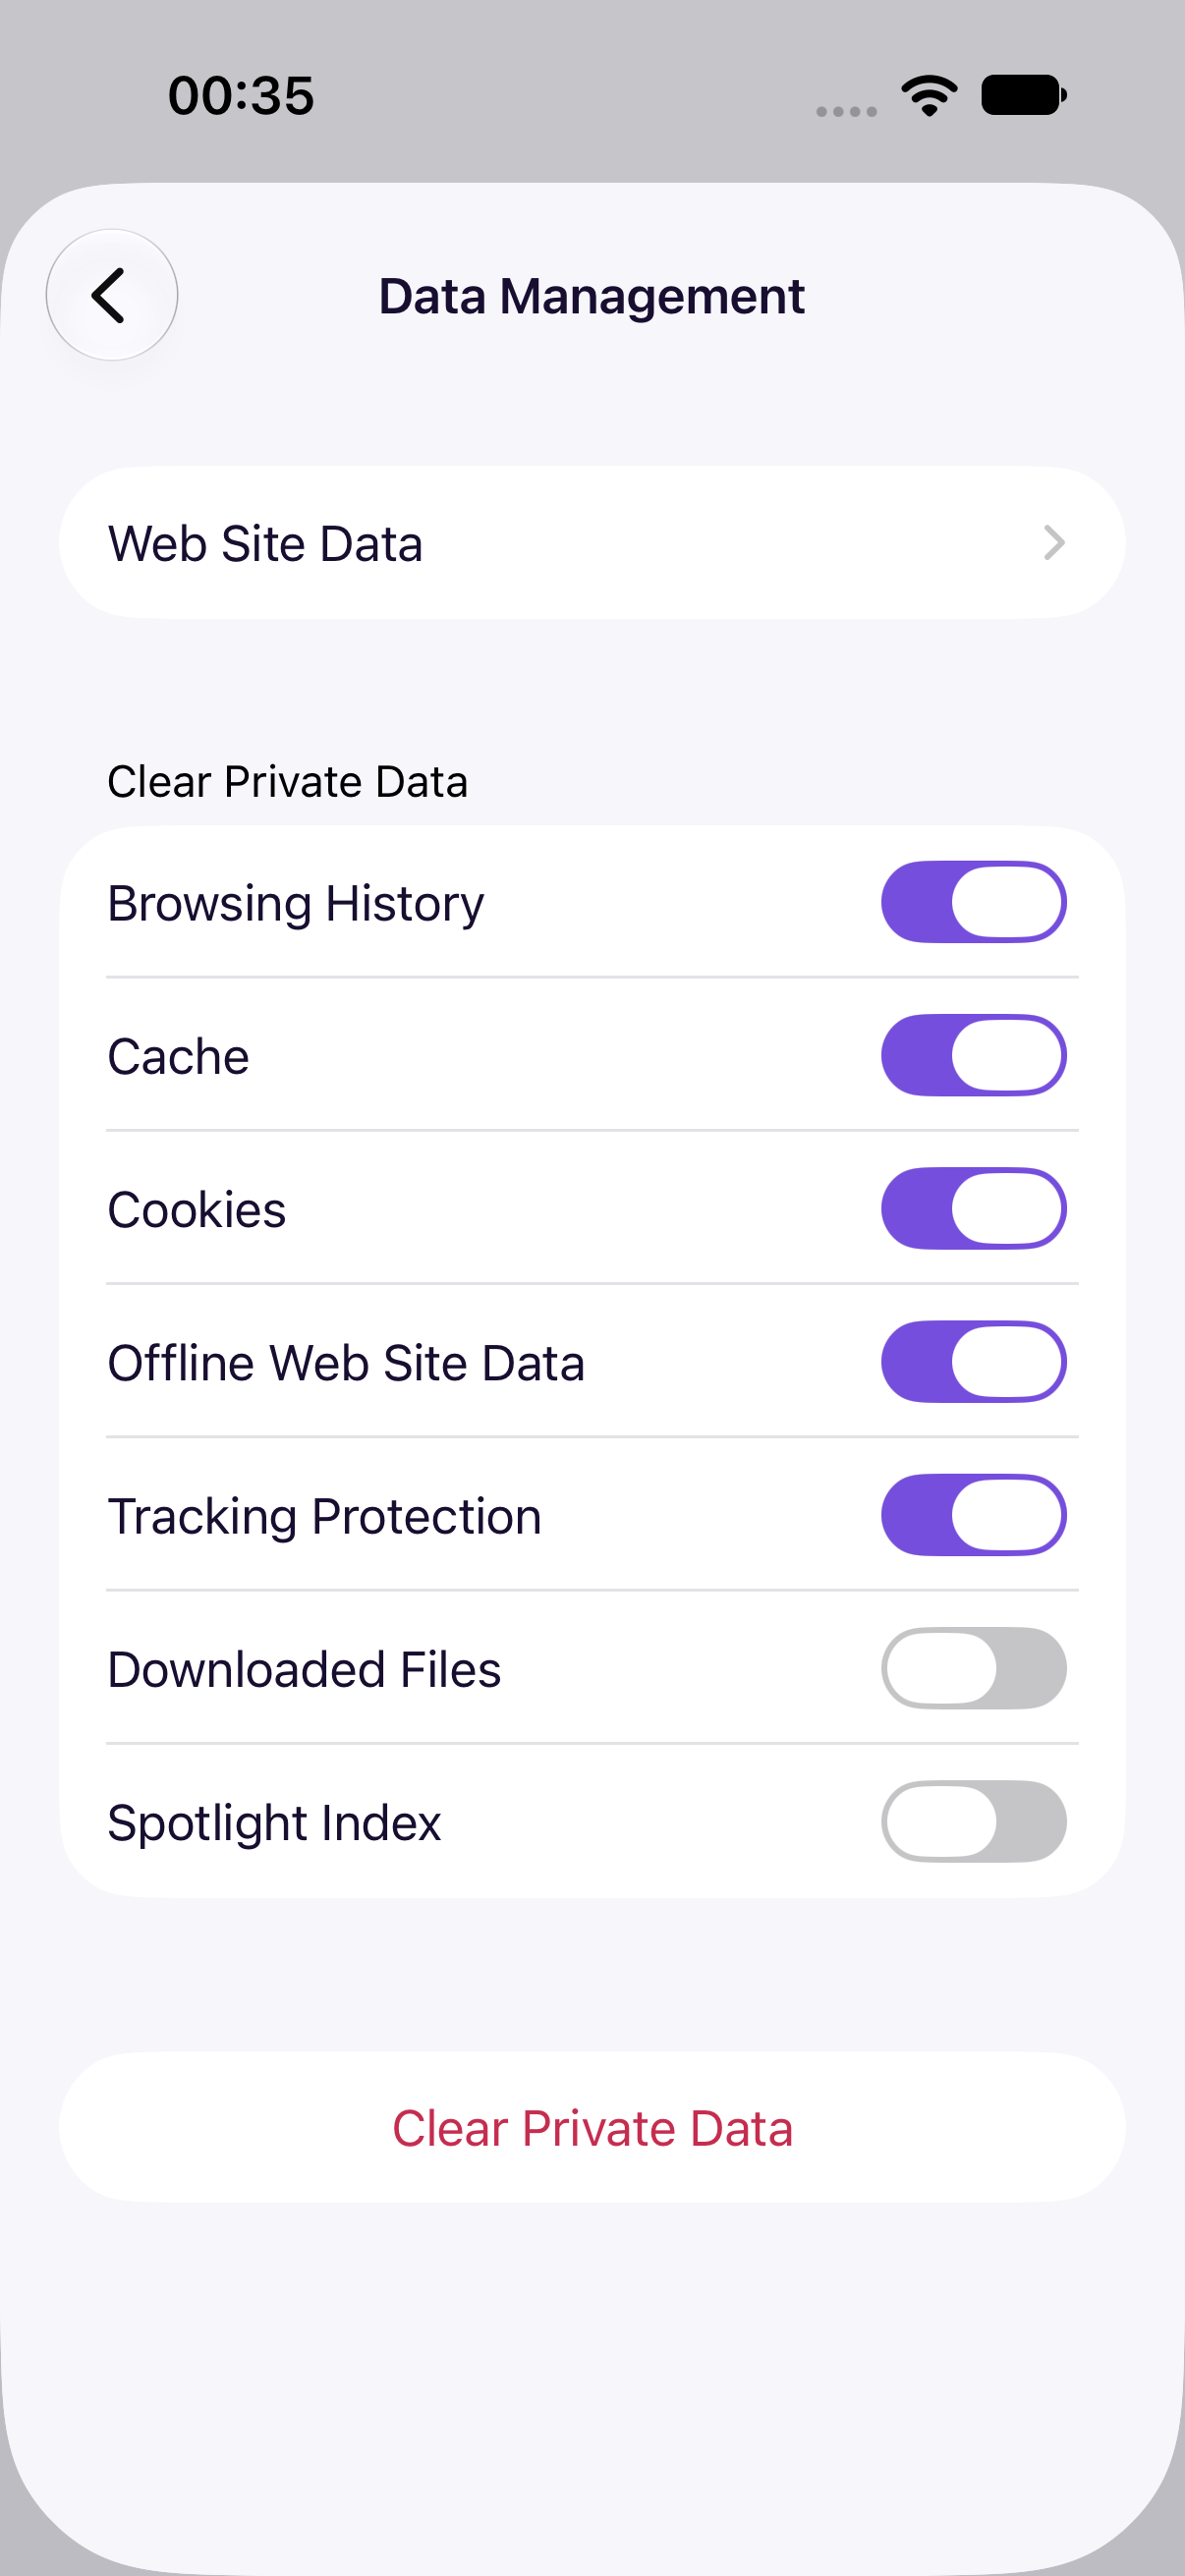 00:35
Data Management
Web Site Data
Clear Private Data
Browsing History
Cache
Cookies
Offline Web Site Data
Tracking Protection
Downloaded Files
Spotlight Index
Clear Private Data